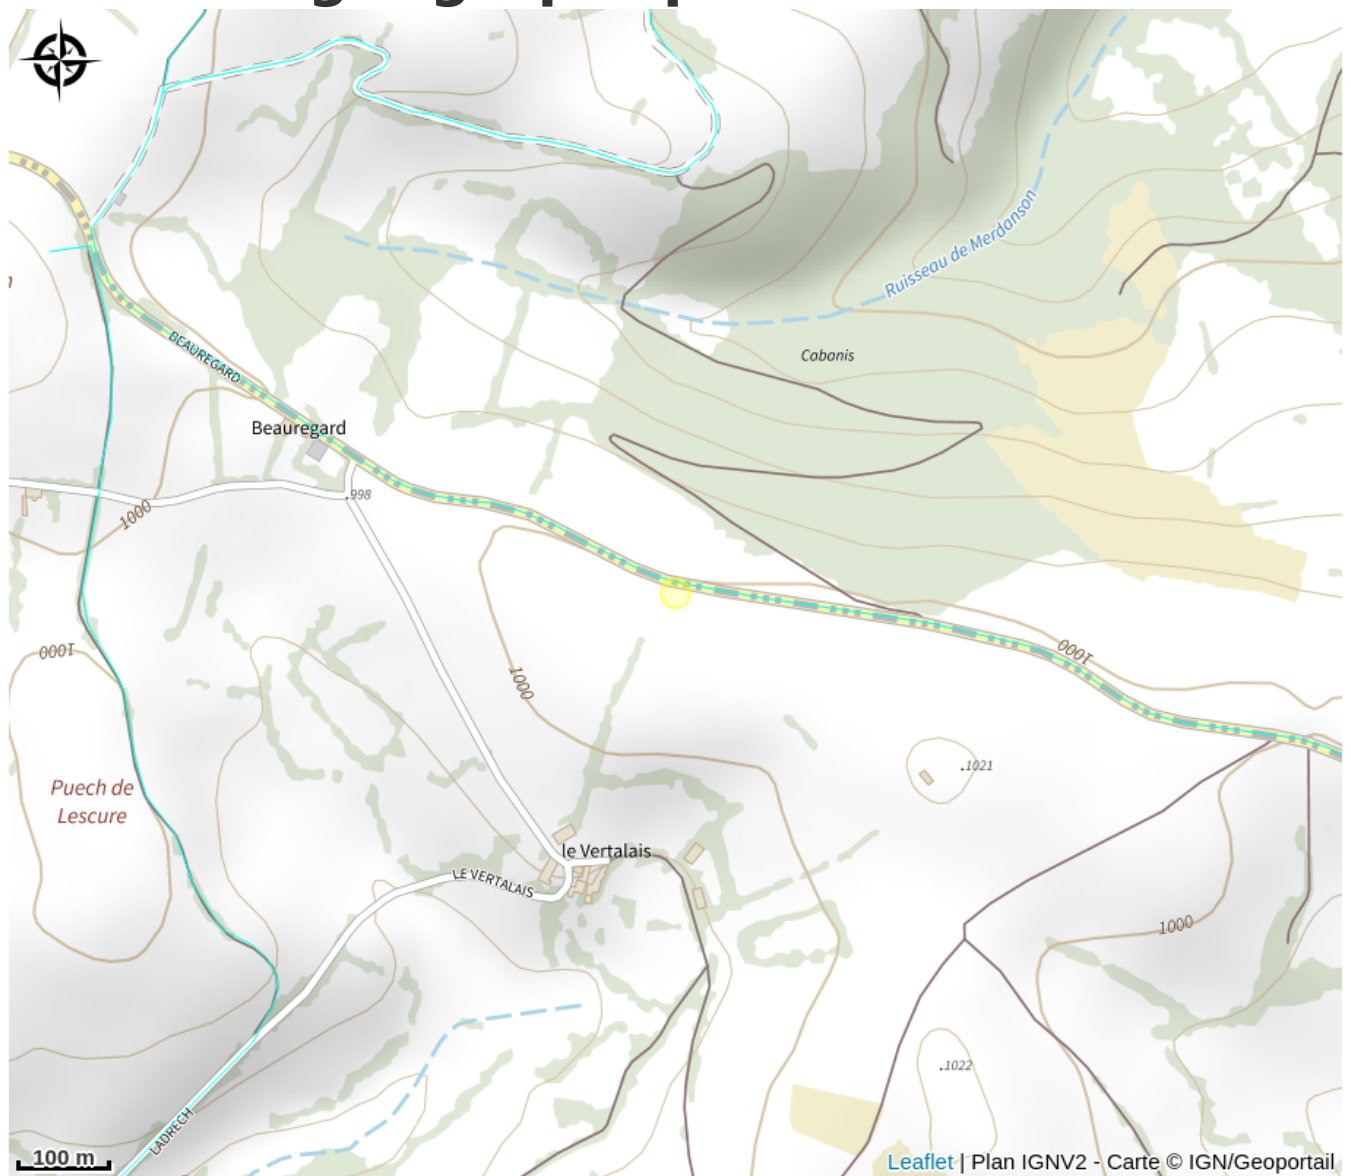 Ruisseau de Merdanson
BEAUREGARD
Cabanis
Beauregard
998
1000
1000
1000
1000
Puech de
Lescure
1021
le Vertalais
LE VERTALAIS
1000
1022
LADRECH
100 m
Leaflet | Plan IGNV2 - Carte © IGN/Geoportail